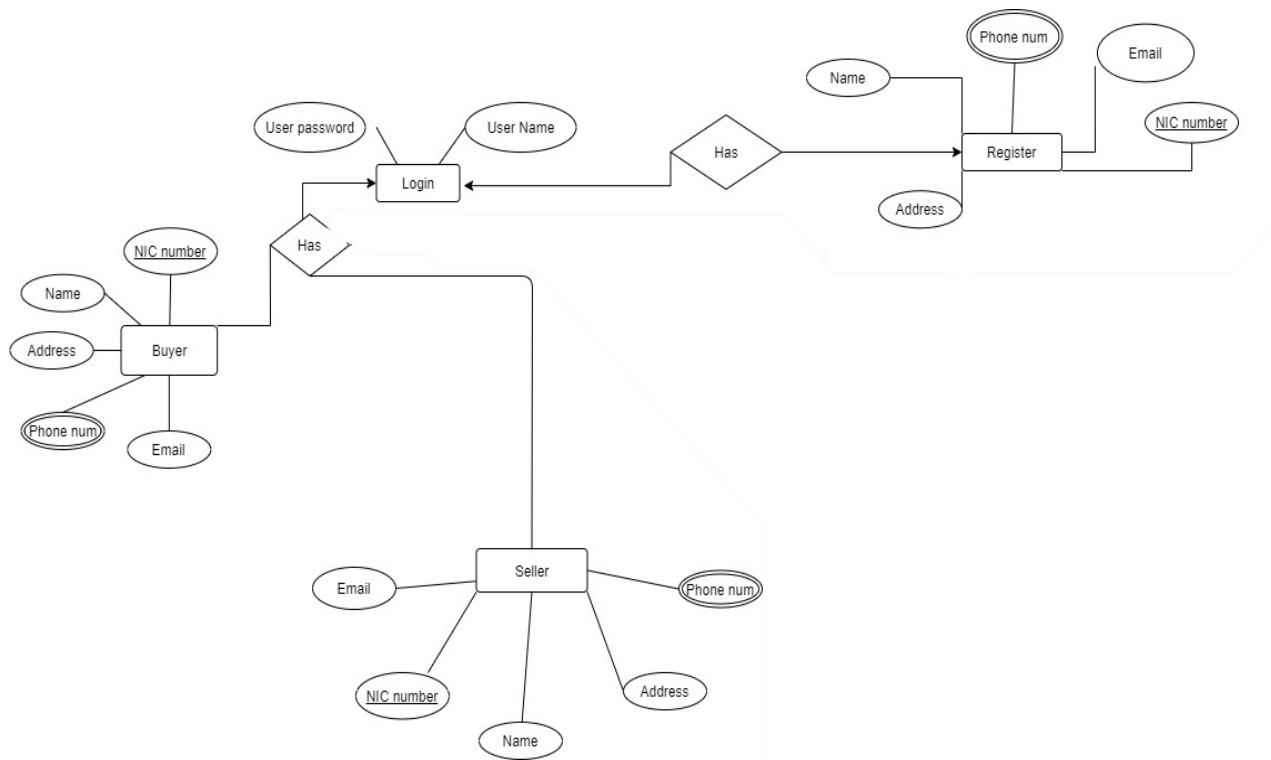 Phone num
Email
Name
NIC number
User password
User Name
Has
Register
Login
Address
Has
NIC number
Name
Address
Buyer
Phone num
Email
Seller
Email
Phone num
NIC number
Address
Name